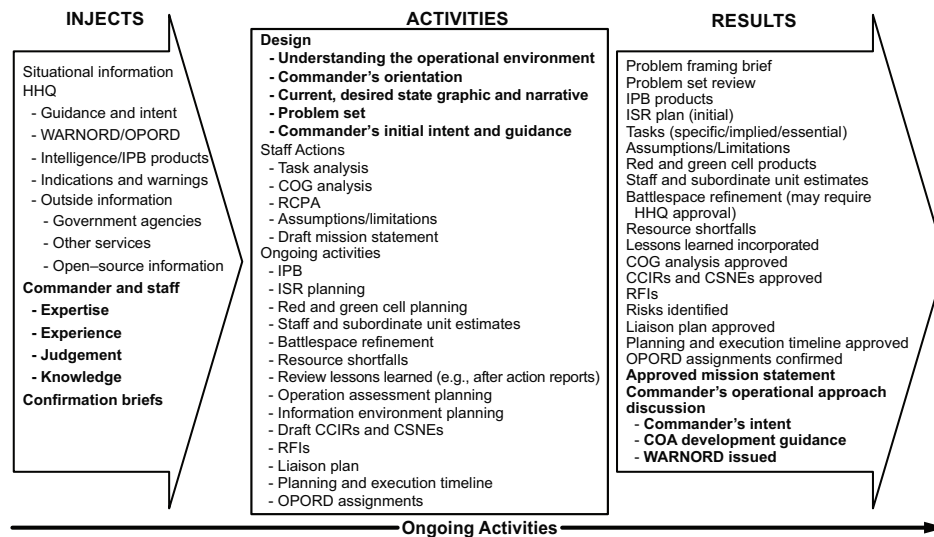 INJECTS
Situational information
HHQ
- Guidance and intent
- WARNORD/OPORD
- Intelligence/IPB products
- Indications and warnings
- Outside information
- Government agencies
- Other services
- Open–source information
Commander and staff
- Expertise
- Experience
- Judgement
- Knowledge
Confirmation briefs
ACTIVITIES
Design
- Understanding the operational environment
- Commander's orientation
- Current, desired state graphic and narrative
- Problem set
- Commander's initial intent and guidance
Staff Actions
- Task analysis
- COG analysis
- RCPA
- Assumptions/limitations
- Draft mission statement
Ongoing activities
- IPB
- ISR planning
- Red and green cell planning
- Staff and subordinate unit estimates
- Battlespace refinement
- Resource shortfalls
- Review lessons learned (e.g., after action reports)
- Operation assessment planning
- Information environment planning
- Draft CCIRs and CSNEs
- RFIs
- Liaison plan
- Planning and execution timeline
- OPORD assignments
RESULTS
Problem framing brief
Problem set review
IPB products
ISR plan (initial)
Tasks (specific/implied/essential)
Assumptions/Limitations
Red and green cell products
Staff and subordinate unit estimates
Battlespace refinement (may require
HHQ approval)
Resource shortfalls
Lessons learned incorporated
COG analysis approved
CCIRs and CSNEs approved
RFIs
Risks identified
Liaison plan approved
Planning and execution timeline approved
OPORD assignments confirmed
Approved mission statement
Commander's operational approach
discussion
- Commander's intent
- COA development guidance
- WARNORD issued
Ongoing Activities